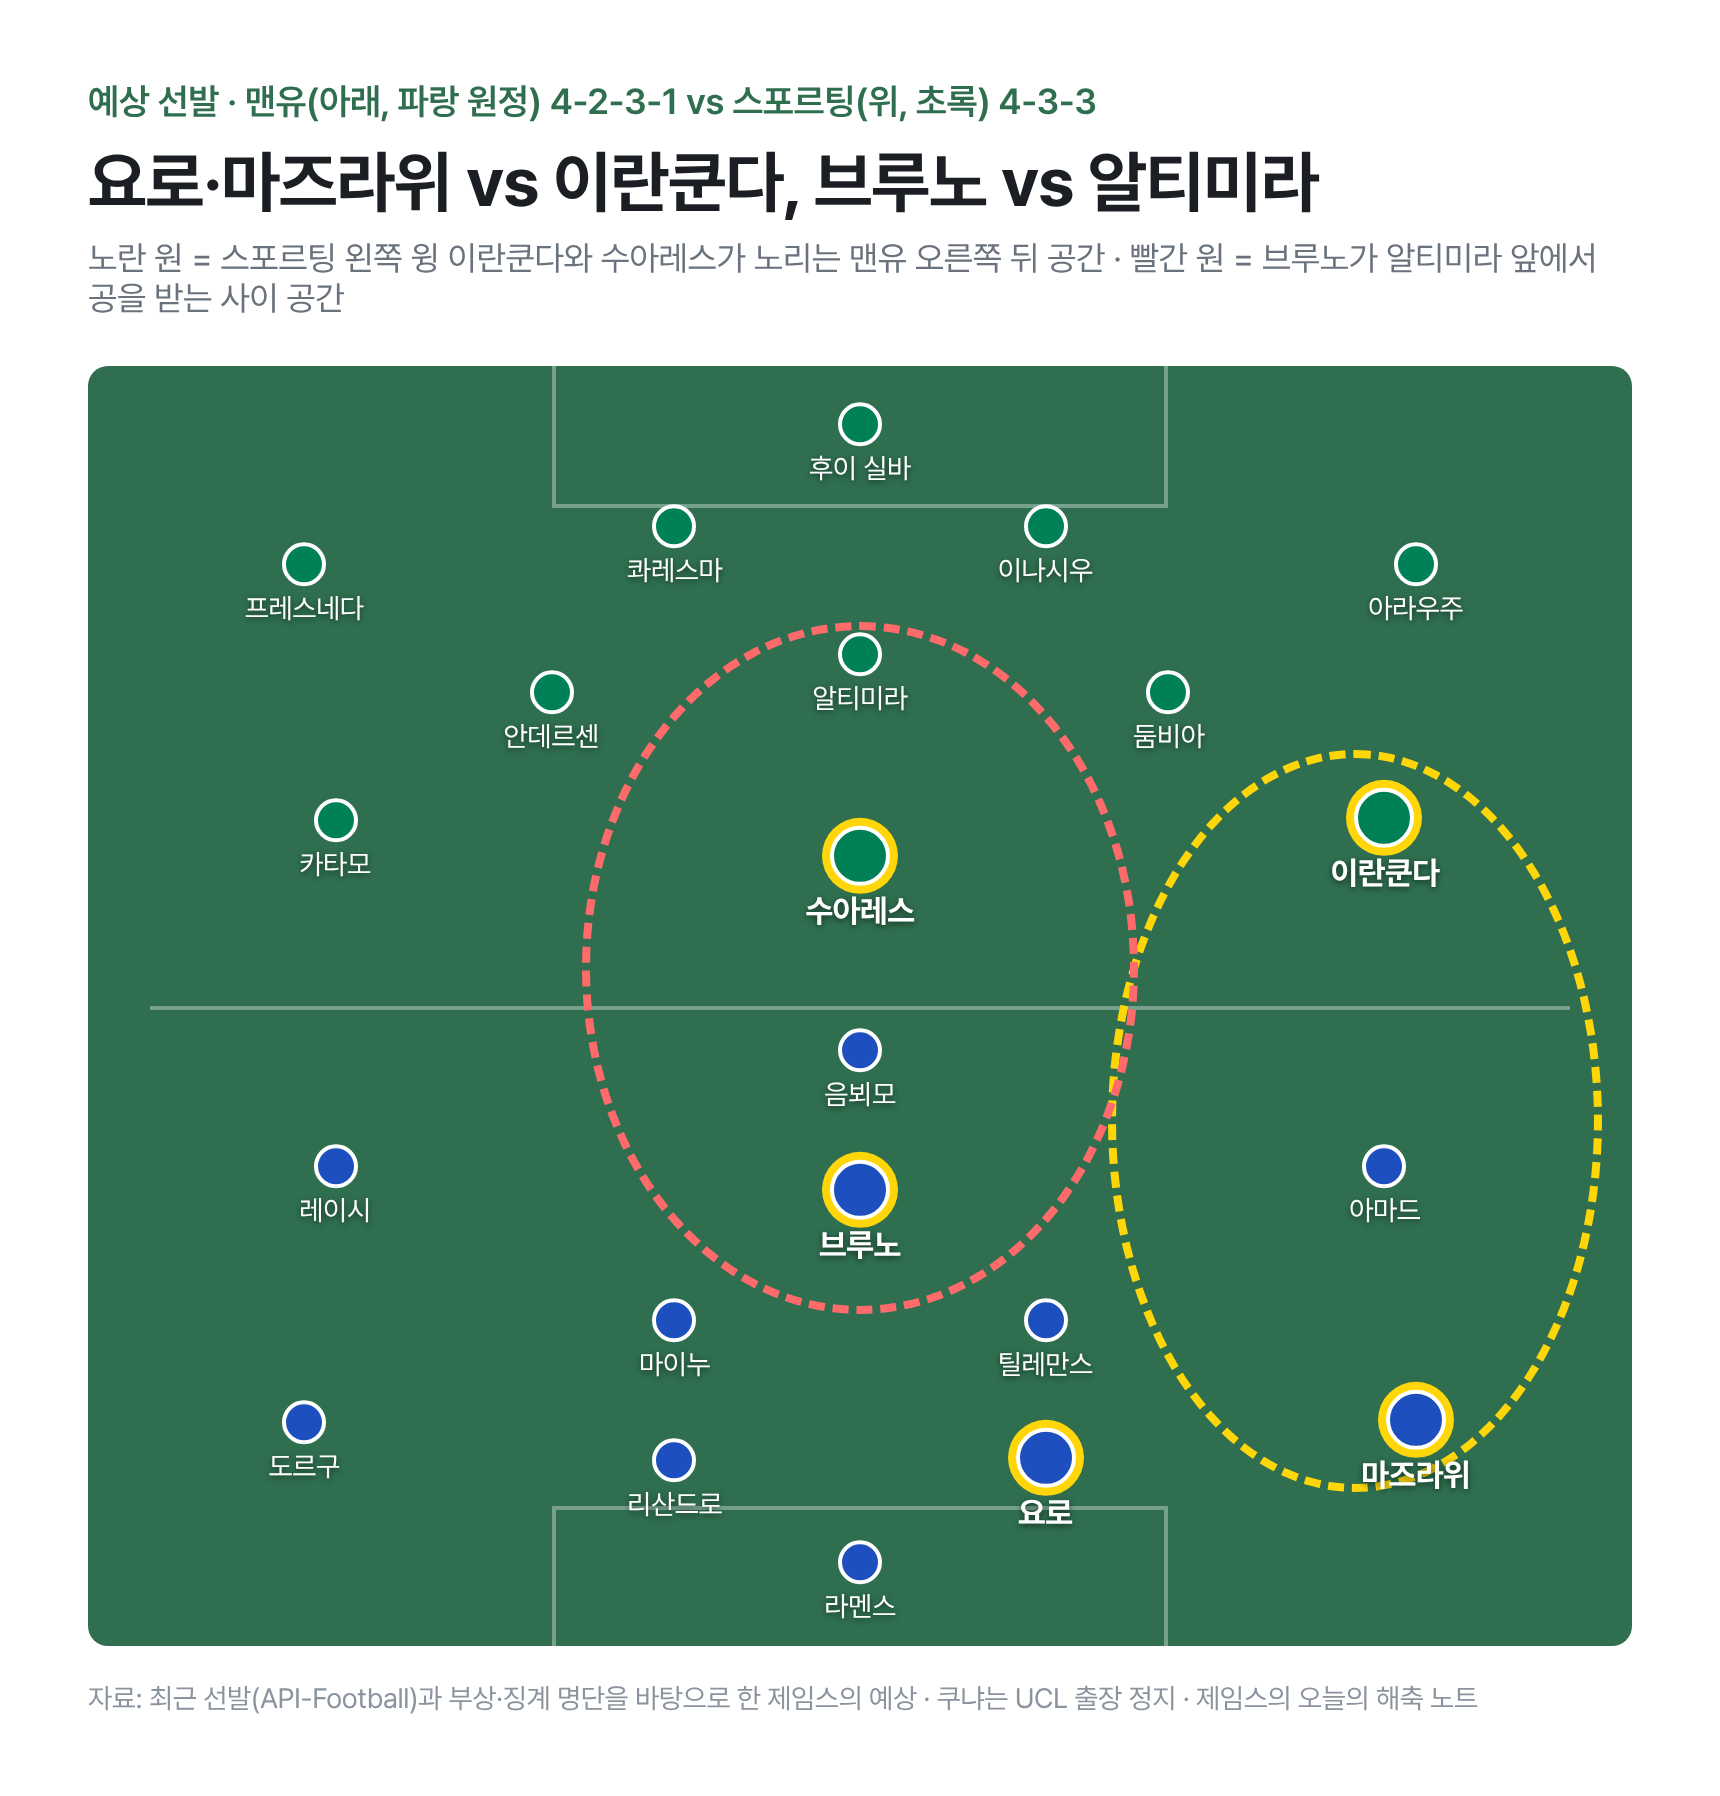 예상 선발 · 맨유(아래, 파랑 원정) 4-2-3-1 vs 스포르팅(위, 초록) 4-3-3
요로·마즈라위 vs 이란쿤다, 브루노 vs 알티미라
노란 원 = 스포르팅 왼쪽 윙 이란쿤다와 수아레스가 노리는 맨유 오른쪽 뒤 공간 · 빨간 원 = 브루노가 알티미라 앞에서
공을 받는 사이 공간
후이 실바
콰레스마
이나시우
프레스네다
아라우주
알티미라
안데르센
둠비아
카타모
이란쿤다
수아레스
음뵈모
레이시
아마드
브루노
마이누
틸레만스
도르구
마즈라위
리산드로
요로
라멘스
자료: 최근 선발(API-Football)과 부상·징계 명단을 바탕으로 한 제임스의 예상 · 쿠냐는 UCL 출장 정지 · 제임스의 오늘의 해축 노트